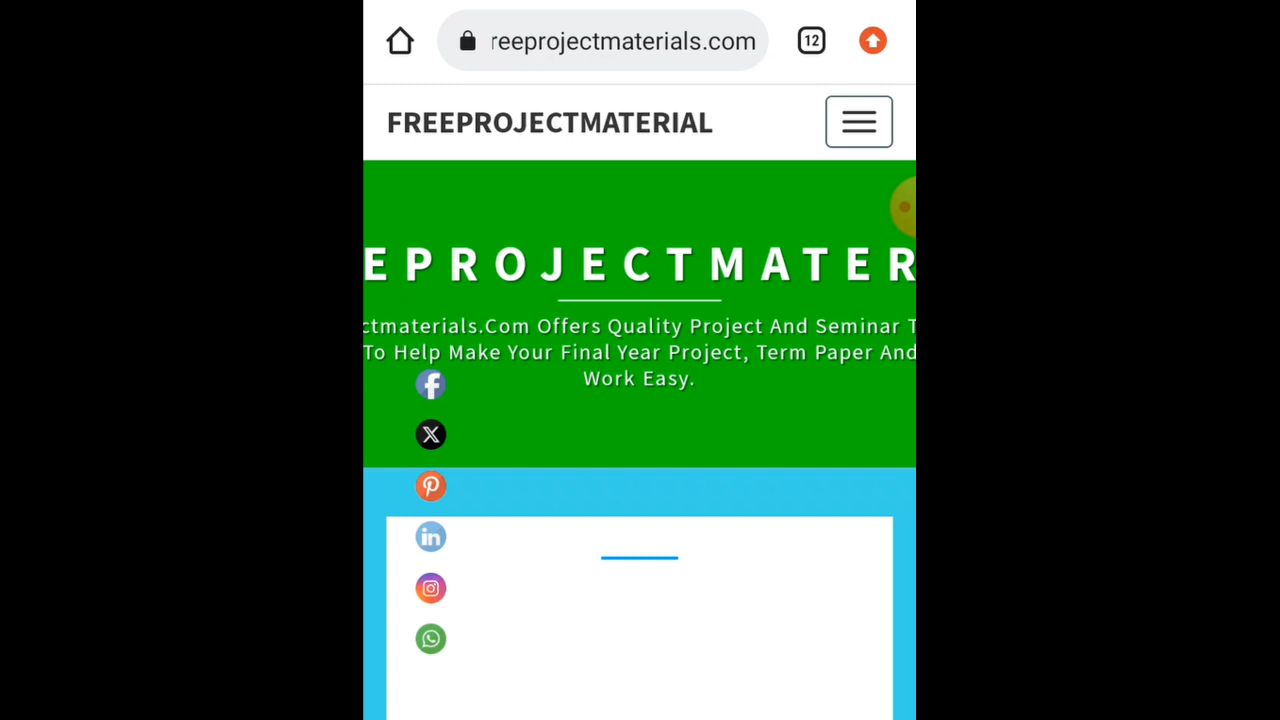 reeprojectmaterials.com
12
FREEPROJECTMATERIAL
EPROJECTMATER
ctmaterials.Com Offers Quality Project And Seminar T
To Help Make Your Final Year Project, Term Paper And
Work Easy.